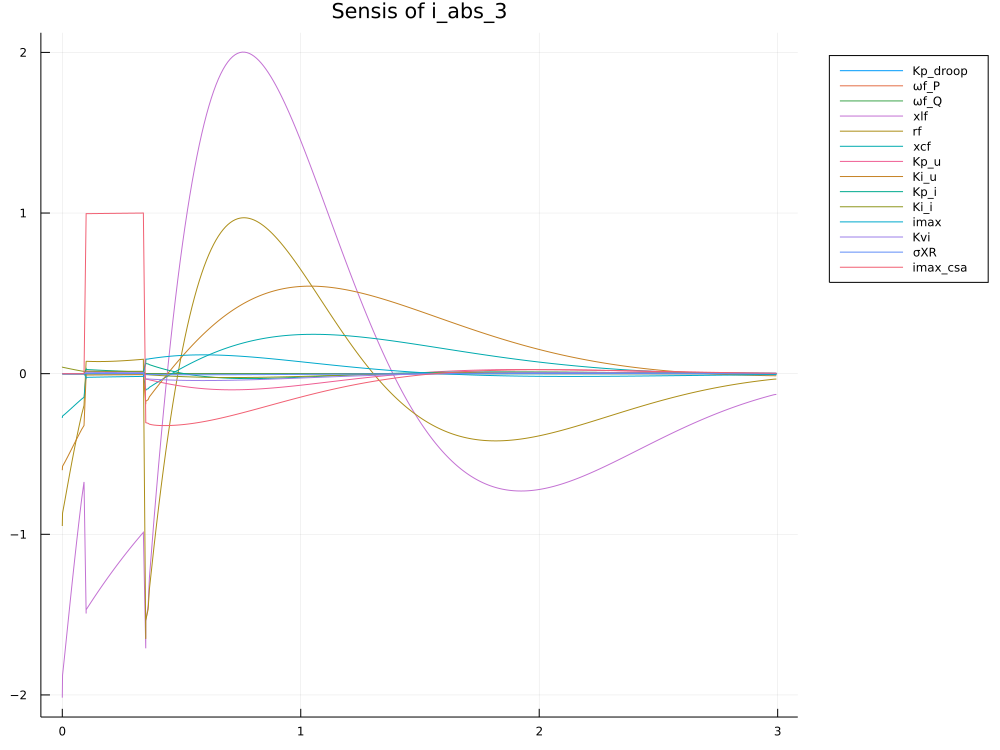 Sensis of i_abs_3
2
1
0
−1
−2
0
1
2
3
Kp_droop
ωf_P
ωf_Q
xlf
rf
xcf
Kp_u
Ki_u
Kp_i
Ki_i
imax
Kvi
σXR
imax_csa